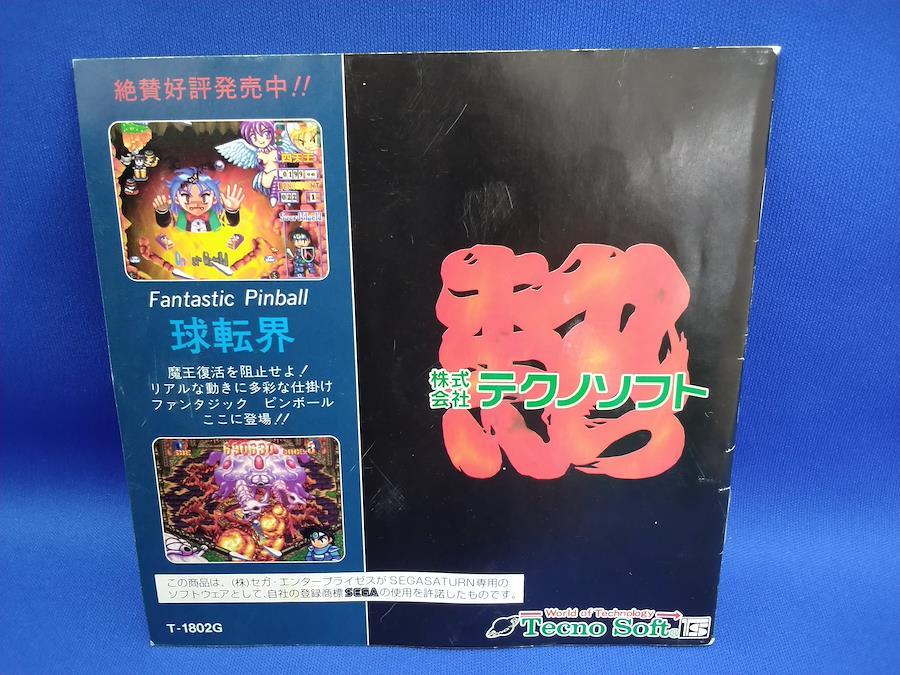 絶賛好評発売中!!
四天王
0199
022 1
Fantastic Pinball
球転界
魔王復活を阻止せよ!
リアルな動きに多彩な仕掛け
ファンタジック ピンボール
ここに登場!!
株式会社 テクノソフト
この商品は、(株)セガ・エンタープライゼスがSEGASATURN専用の
ソフトウェアとして、自社の登録商標SEGAの使用を許諾したものです。
T-1802G
World of Technology
Tecno Soft®